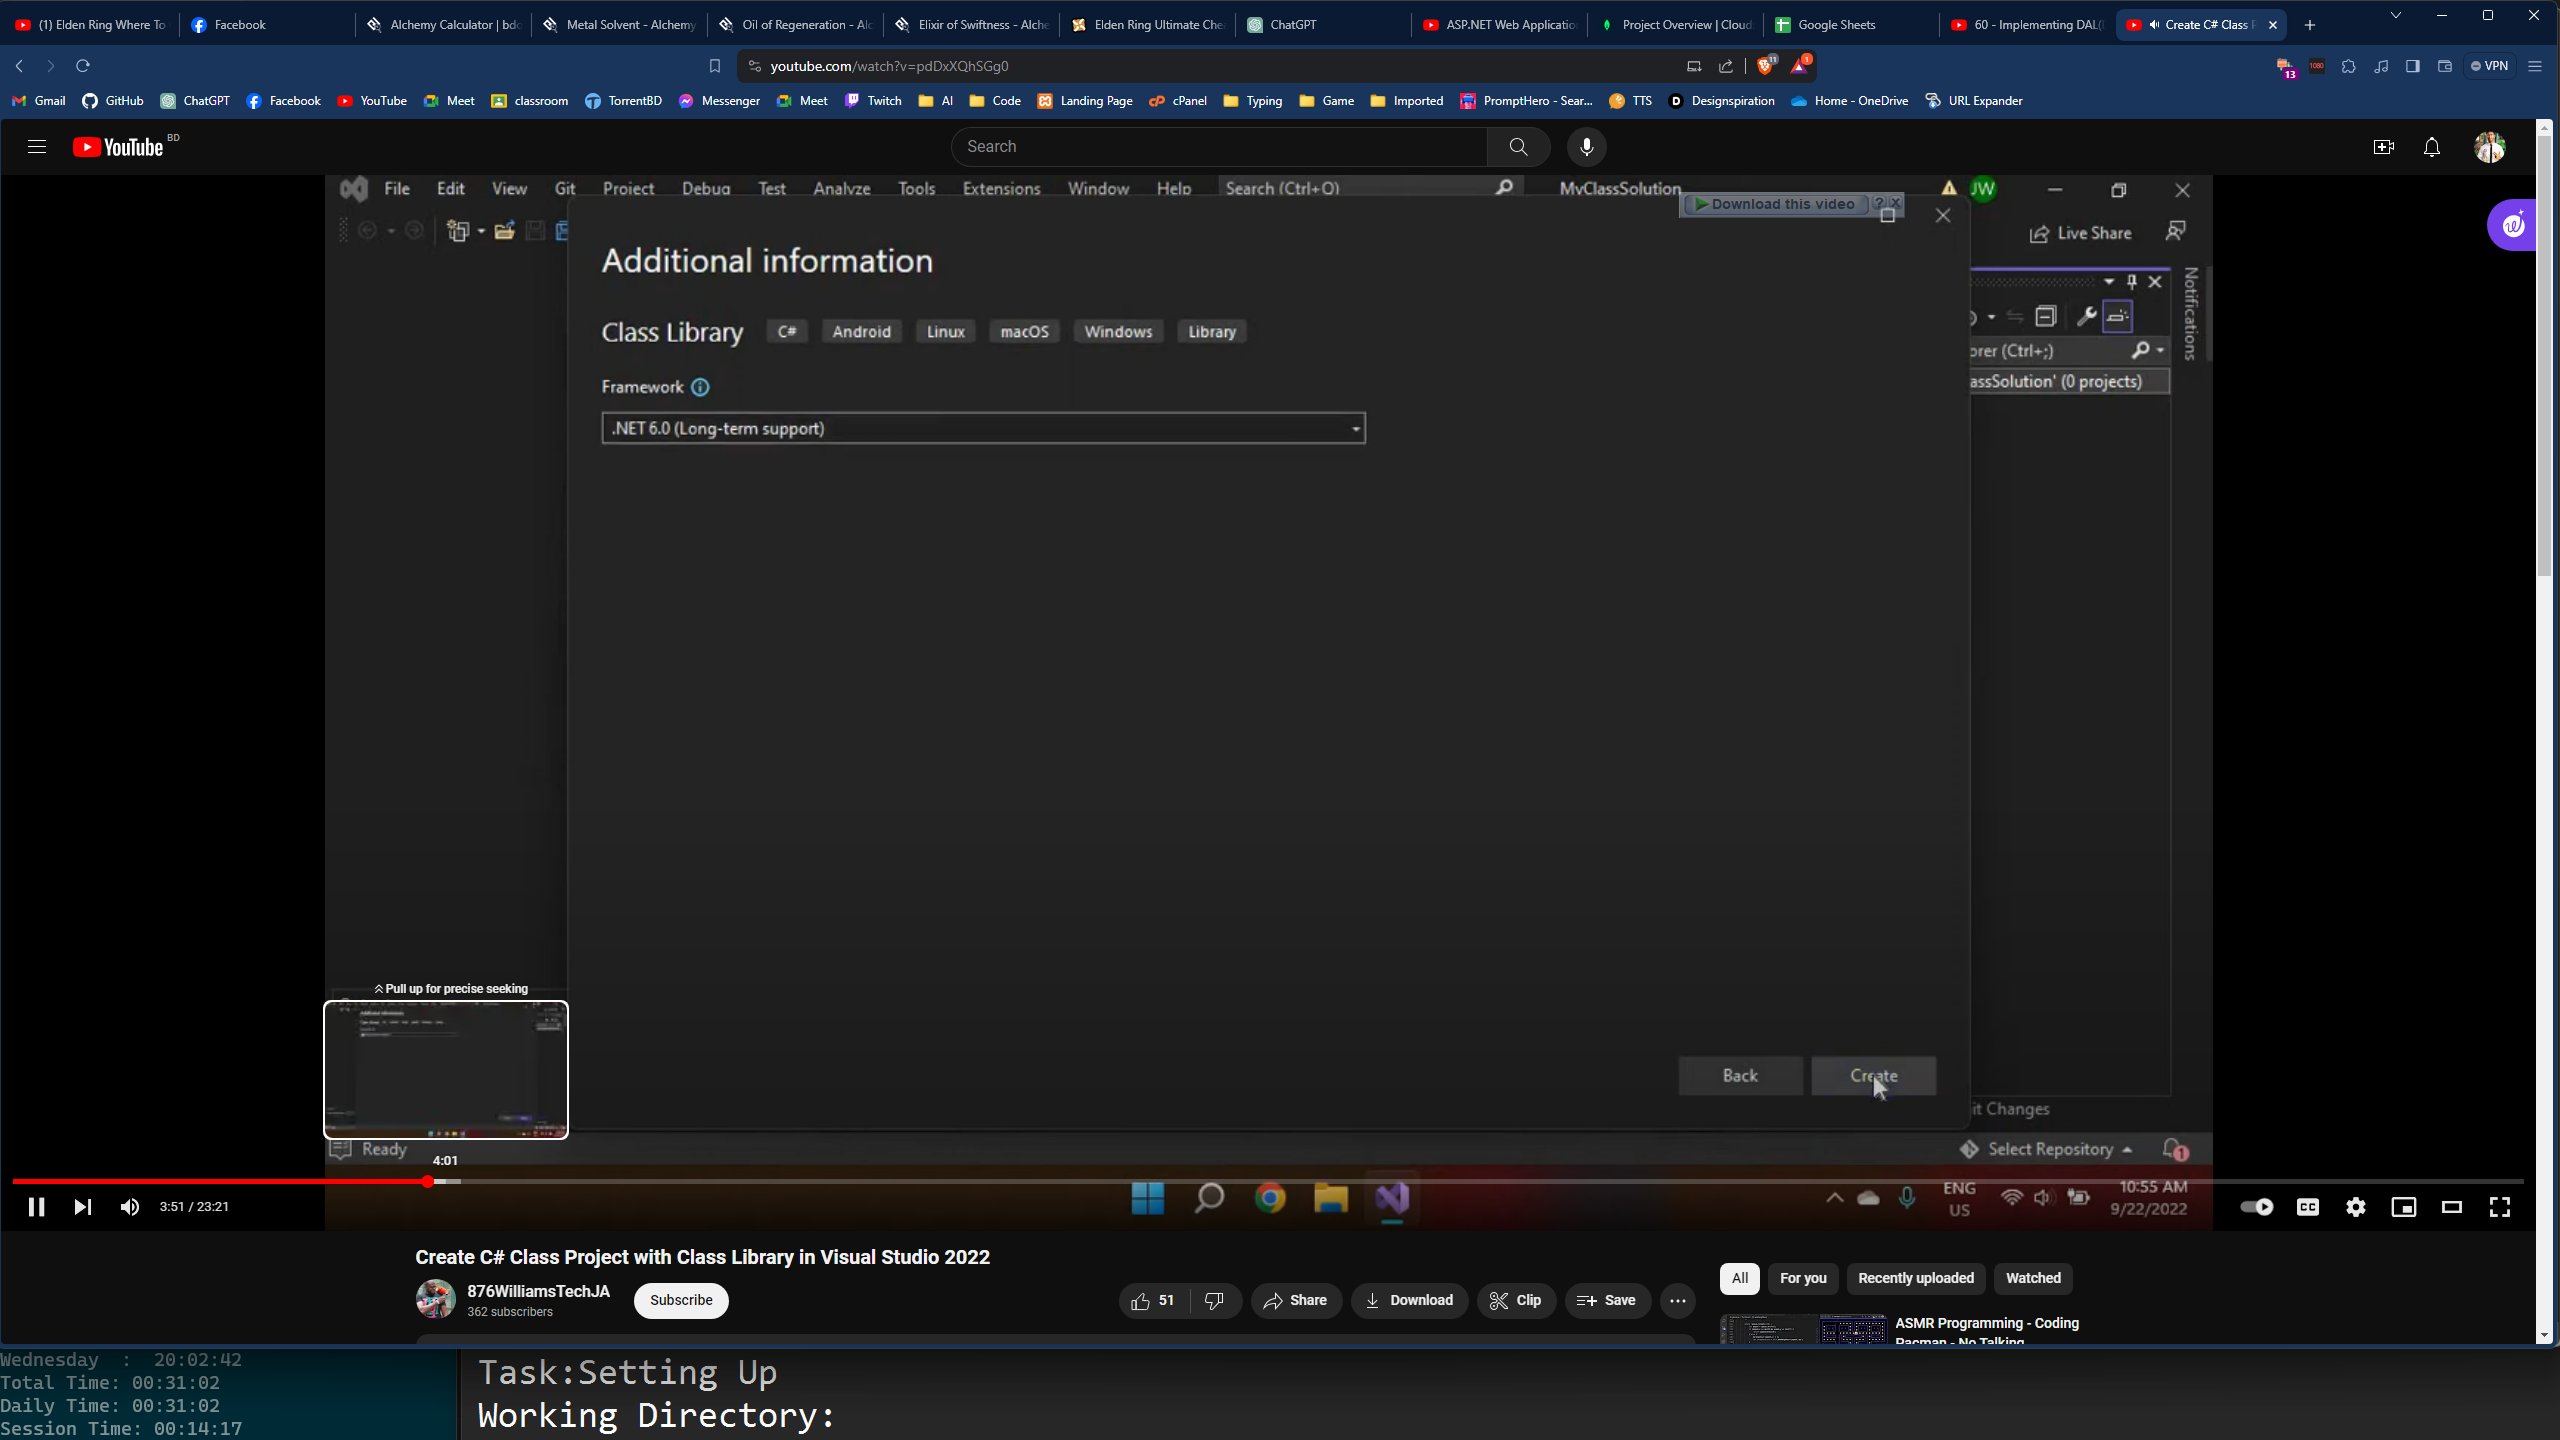 (1) Elden Ring Where To
Facebook
Alchemy Calculator | bdo
Metal Solvent - Alchemy
Oil of Regeneration - Alc
Elixir of Swiftness - Alche
Elden Ring Ultimate Che
ChatGPT
ASP.NET Web Application
Project Overview | Cloud
Google Sheets
60 - Implementing DAL(
Create C# Class P
youtube.com/watch?v=pdDxXQhSGg0
11
1
13
1080
VPN
Gmail
GitHub
ChatGPT
Facebook
YouTube
Meet
classroom
TorrentBD
Messenger
Meet
Twitch
AI
Code
Landing Page
cPanel
Typing
Game
Imported
PromptHero - Sear...
TTS
Designspiration
Home - OneDrive
URL Expander
YouTube BD
Search
File Edit View Git Project Debug Test Analyze Tools Extensions Window Help Search (Ctrl+Q) MyClassSolution JW
Download this video ?
Live Share
Additional information
Notifications
Class Library C# Android Linux macOS Windows Library
orer (Ctrl+;)
Framework
assSolution' (0 projects)
.NET 6.0 (Long-term support)
Pull up for precise seeking
Back Create
it Changes
Ready
Select Repository 1
4:01
3:51 / 23:21
ENG
US
10:55 AM
9/22/2022
CC
Create C# Class Project with Class Library in Visual Studio 2022
876WilliamsTechJA
362 subscribers
Subscribe
51
Share
Download
Clip
Save
All
For you
Recently uploaded
Watched
ASMR Programming - Coding
Pacman - No Talking
Wednesday : 20:02:42
Total Time: 00:31:02
Daily Time: 00:31:02
Session Time: 00:14:17
Task:Setting Up
Working Directory: